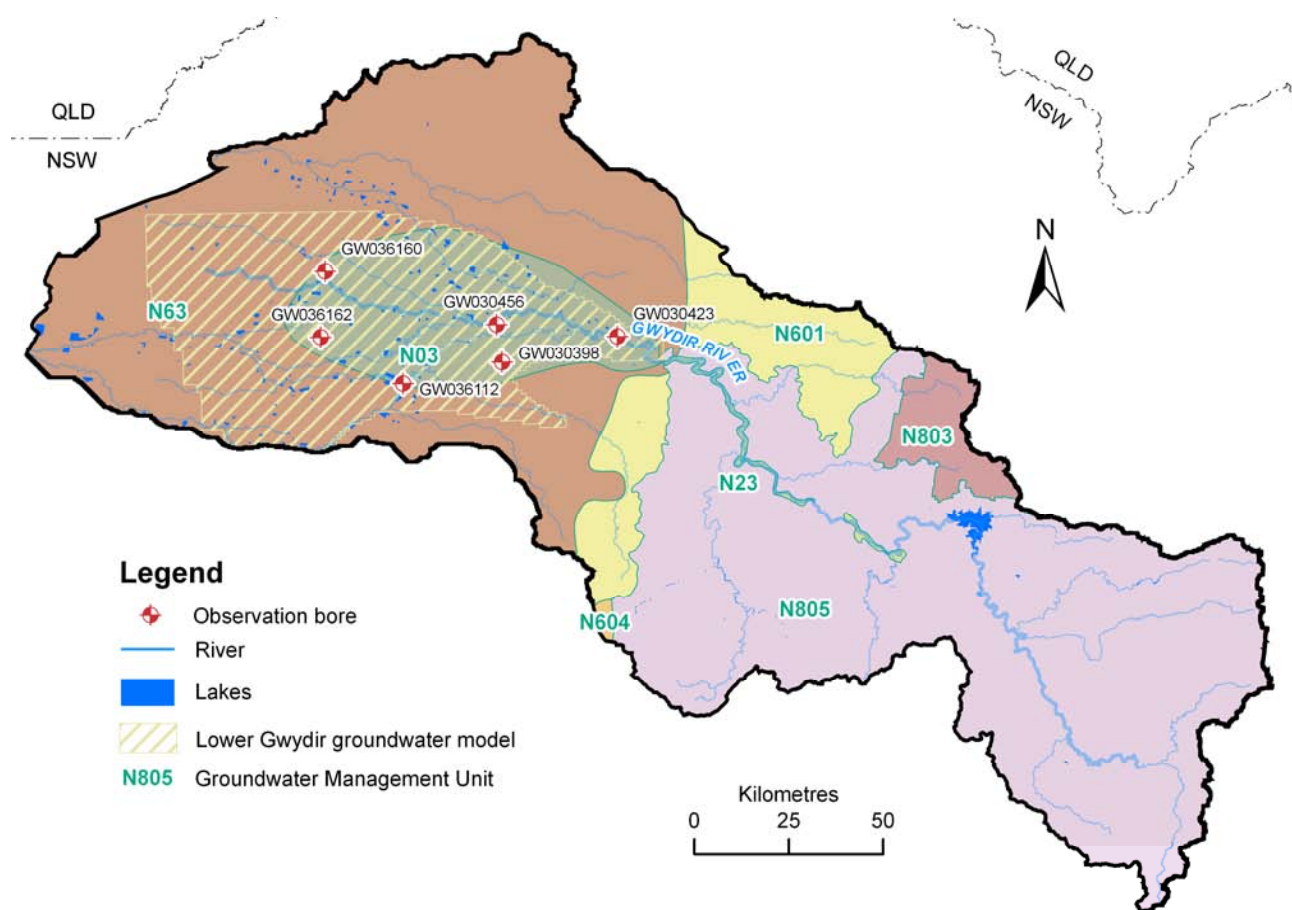 QLD
NSW
QLD
NSW
N
GW036160
N63
GW036162
GW030456
GW030423
GWYDIR RIVER
N601
N03
GW030398
GW036112
N803
N23
N604
N805
Legend
Observation bore
River
Lakes
Lower Gwydir groundwater model
N805 Groundwater Management Unit
Kilometres
0 25 50